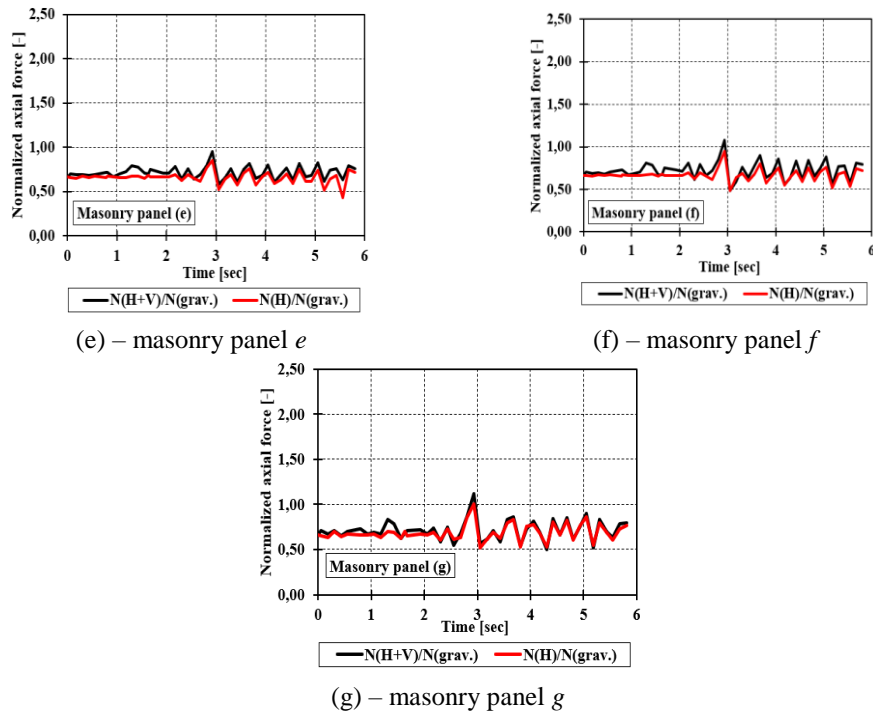 2,50
2,00
1,50
1,00
0,50
0,00
Normalized axial force [-]
Masonry panel (e)
0 1 2 3 4 5 6
Time [sec]
N(H+V)/N(grav.) N(H)/N(grav.)
(e) – masonry panel e
2,50
2,00
1,50
1,00
0,50
0,00
Normalized axial force [-]
Masonry panel (f)
0 1 2 3 4 5 6
Time [sec]
N(H+V)/N(grav.) N(H)/N(grav.)
(f) – masonry panel f
2,50
2,00
1,50
1,00
0,50
0,00
Normalized axial force [-]
Masonry panel (g)
0 1 2 3 4 5 6
Time [sec]
N(H+V)/N(grav.) N(H)/N(grav.)
(g) – masonry panel g